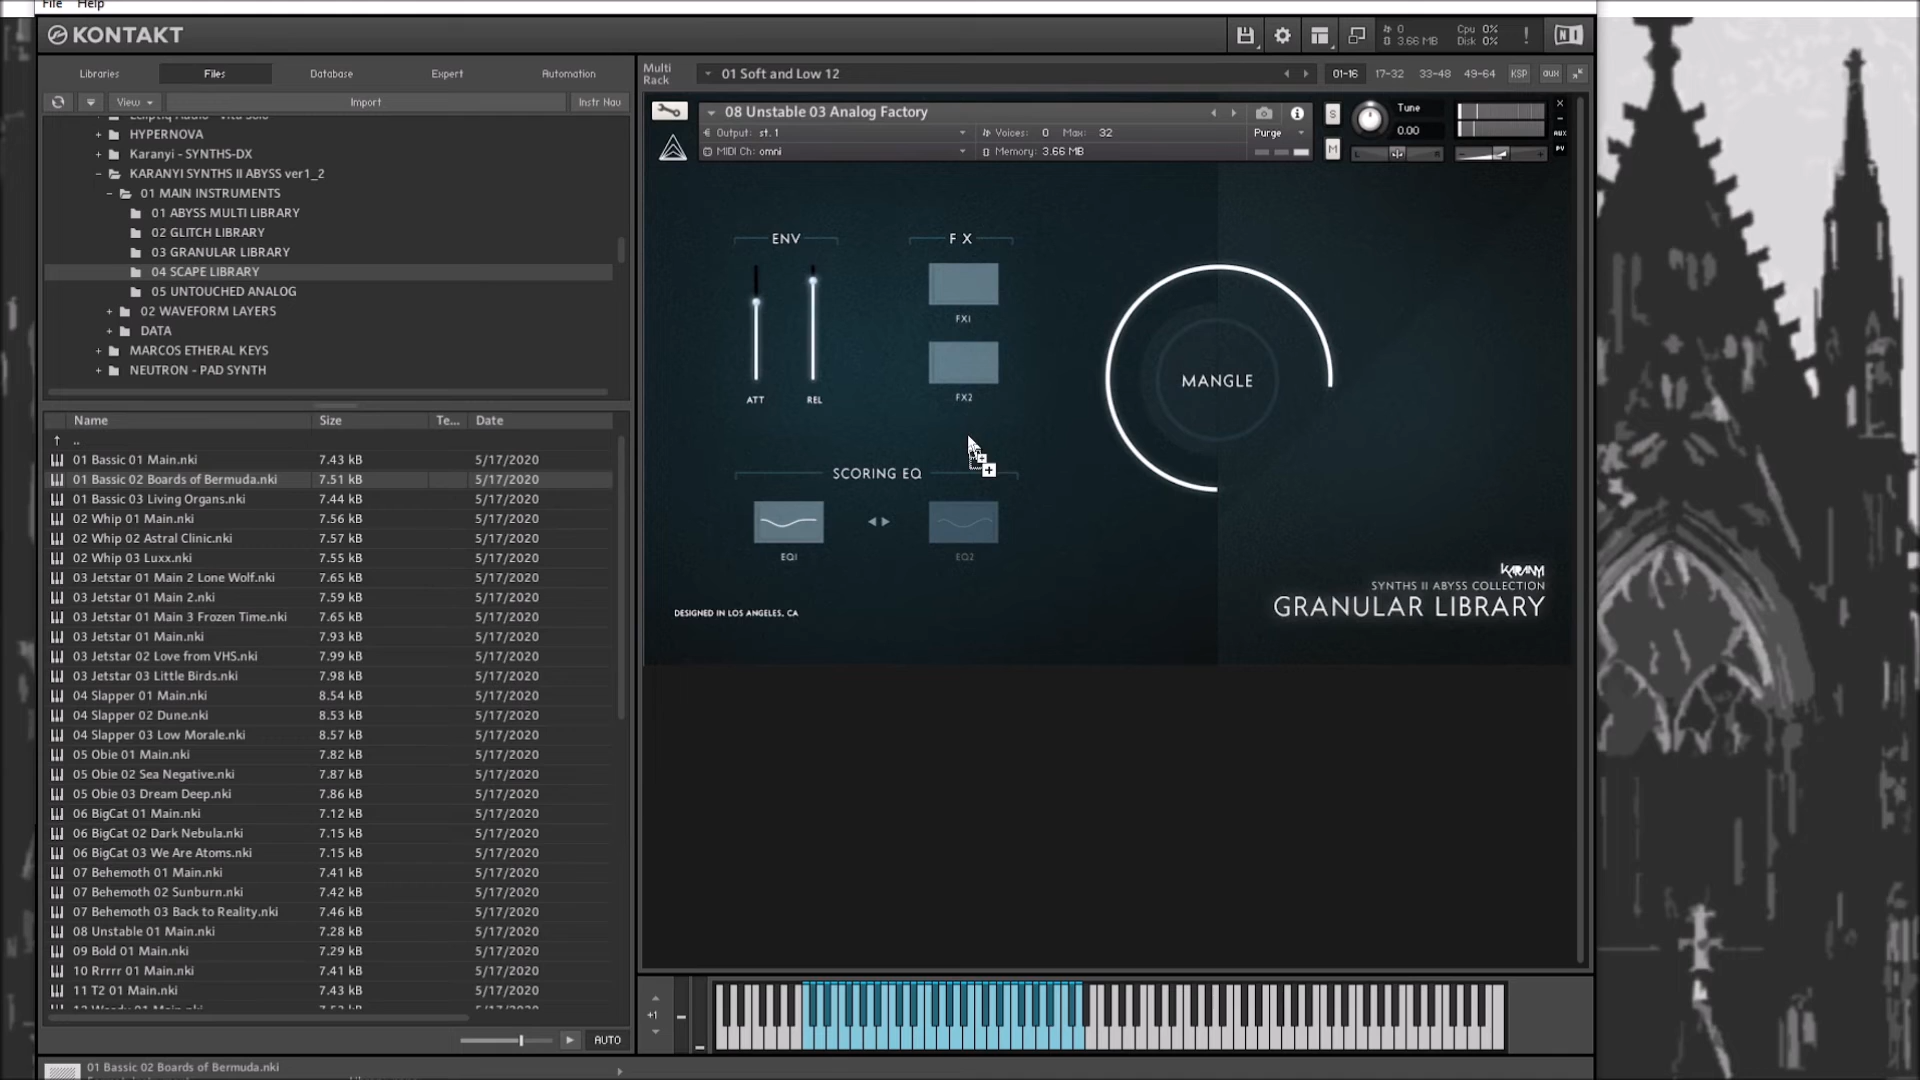 File Help
KONTAKT
0
3.66 MB
Cpu 0%
Disk 0%
!
NI
Libraries Files Database Expert Automation
View Import Instr Nav
HYPERNOVA
Karanyi - SYNTHS-DX
KARANYI SYNTHS II ABYSS ver1_2
01 MAIN INSTRUMENTS
01 ABYSS MULTI LIBRARY
02 GLITCH LIBRARY
03 GRANULAR LIBRARY
04 SCAPE LIBRARY
05 UNTOUCHED ANALOG
02 WAVEFORM LAYERS
DATA
MARCOS ETHERAL KEYS
NEUTRON - PAD SYNTH
Name Size Te... Date
..
01 Bassic 01 Main.nki 7.43 kB 5/17/2020
01 Bassic 02 Boards of Bermuda.nki 7.51 kB 5/17/2020
01 Bassic 03 Living Organs.nki 7.44 kB 5/17/2020
02 Whip 01 Main.nki 7.56 kB 5/17/2020
02 Whip 02 Astral Clinic.nki 7.57 kB 5/17/2020
02 Whip 03 Luxx.nki 7.55 kB 5/17/2020
03 Jetstar 01 Main 2 Lone Wolf.nki 7.65 kB 5/17/2020
03 Jetstar 01 Main 2.nki 7.59 kB 5/17/2020
03 Jetstar 01 Main 3 Frozen Time.nki 7.65 kB 5/17/2020
03 Jetstar 01 Main.nki 7.93 kB 5/17/2020
03 Jetstar 02 Love from VHS.nki 7.99 kB 5/17/2020
03 Jetstar 03 Little Birds.nki 7.98 kB 5/17/2020
04 Slapper 01 Main.nki 8.54 kB 5/17/2020
04 Slapper 02 Dune.nki 8.53 kB 5/17/2020
04 Slapper 03 Low Morale.nki 8.57 kB 5/17/2020
05 Obie 01 Main.nki 7.82 kB 5/17/2020
05 Obie 02 Sea Negative.nki 7.87 kB 5/17/2020
05 Obie 03 Dream Deep.nki 7.86 kB 5/17/2020
06 BigCat 01 Main.nki 7.12 kB 5/17/2020
06 BigCat 02 Dark Nebula.nki 7.15 kB 5/17/2020
06 BigCat 03 We Are Atoms.nki 7.15 kB 5/17/2020
07 Behemoth 01 Main.nki 7.41 kB 5/17/2020
07 Behemoth 02 Sunburn.nki 7.42 kB 5/17/2020
07 Behemoth 03 Back to Reality.nki 7.46 kB 5/17/2020
08 Unstable 01 Main.nki 7.28 kB 5/17/2020
09 Bold 01 Main.nki 7.29 kB 5/17/2020
10 Rrrrr 01 Main.nki 7.41 kB 5/17/2020
11 T2 01 Main.nki 7.43 kB 5/17/2020
AUTO
01 Bassic 02 Boards of Bermuda.nki
Multi
Rack
01 Soft and Low 12
01-16 17-32 33-48 49-64 KSP AUX
08 Unstable 03 Analog Factory
Output: st.1 Voices: 0 Max: 32 Purge
MIDI Ch: omni Memory: 3.66 MB
S
M
Tune
0.00
L R
AUX
PV
ENV
ATT REL
F X
FX1
FX2
SCORING EQ
EQ1 EQ2
MANGLE
DESIGNED IN LOS ANGELES, CA
KARANYI
SYNTHS II ABYSS COLLECTION
GRANULAR LIBRARY
+1